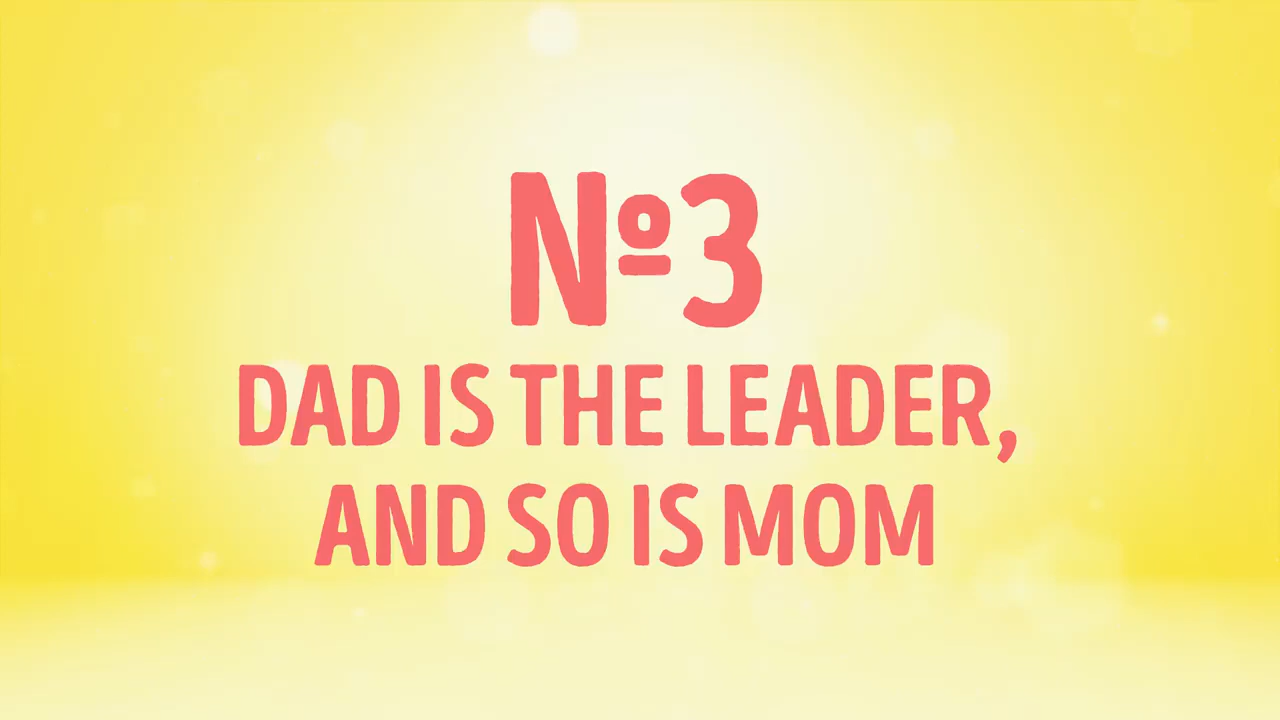 №3
DAD IS THE LEADER,
AND SO IS MOM